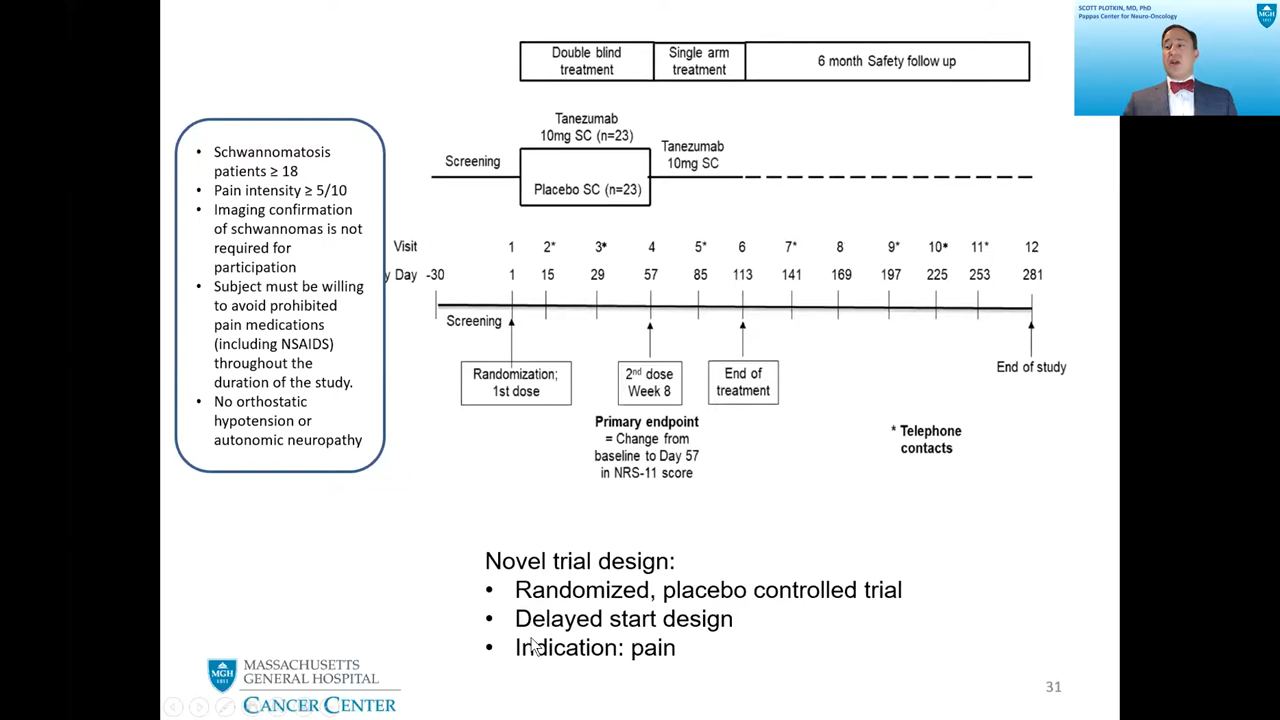 SCOTT PLOTKIN, MD, PhD
Pappas Center for Neuro-Oncology
MGH
1811
Double blind
treatment
Single arm
treatment
6 month Safety follow up
Tanezumab
10mg SC (n=23)
Placebo SC (n=23)
Screening
Tanezumab
10mg SC
• Schwannomatosis
patients ≥ 18
• Pain intensity ≥ 5/10
• Imaging confirmation
of schwannomas is not
required for
participation
• Subject must be willing
to avoid prohibited
pain medications
(including NSAIDS)
throughout the
duration of the study.
• No orthostatic
hypotension or
autonomic neuropathy
Visit 1 2* 3* 4 5* 6 7* 8 9* 10* 11* 12
y Day -30 1 15 29 57 85 113 141 169 197 225 253 281
Screening
Randomization;
1st dose
2nd dose
Week 8
End of
treatment
End of study
Primary endpoint
= Change from
baseline to Day 57
in NRS-11 score
* Telephone
contacts
Novel trial design:
• Randomized, placebo controlled trial
• Delayed start design
• Indication: pain
MGH
1811
MASSACHUSETTS
GENERAL HOSPITAL
CANCER CENTER
31